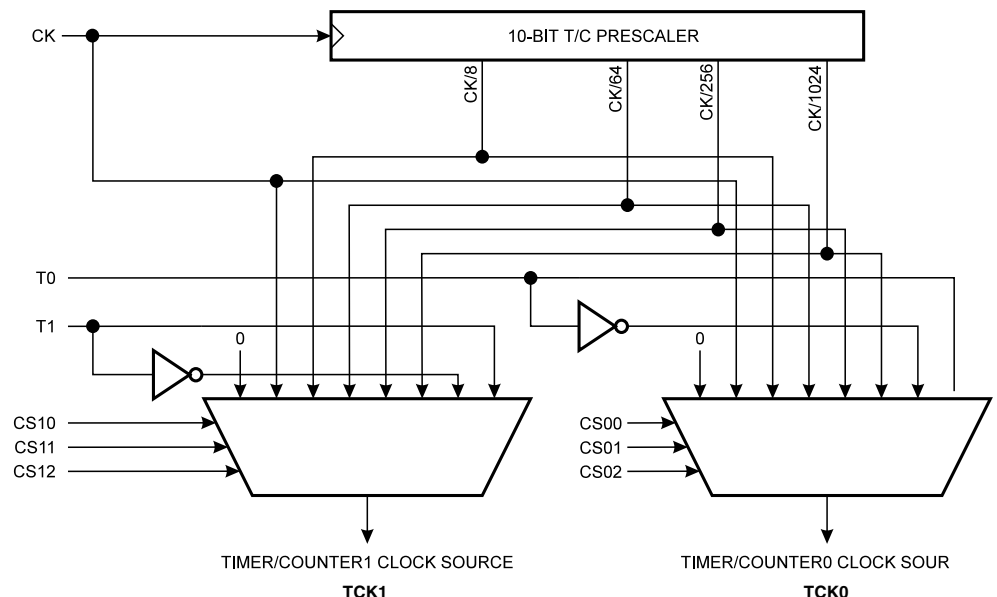 CK
10-BIT T/C PRESCALER
CK/8
CK/64
CK/256
CK/1024
T0
T1
0
0
CS10
CS11
CS12
CS00
CS01
CS02
TIMER/COUNTER1 CLOCK SOURCE
TCK1
TIMER/COUNTER0 CLOCK SOUR
TCK0